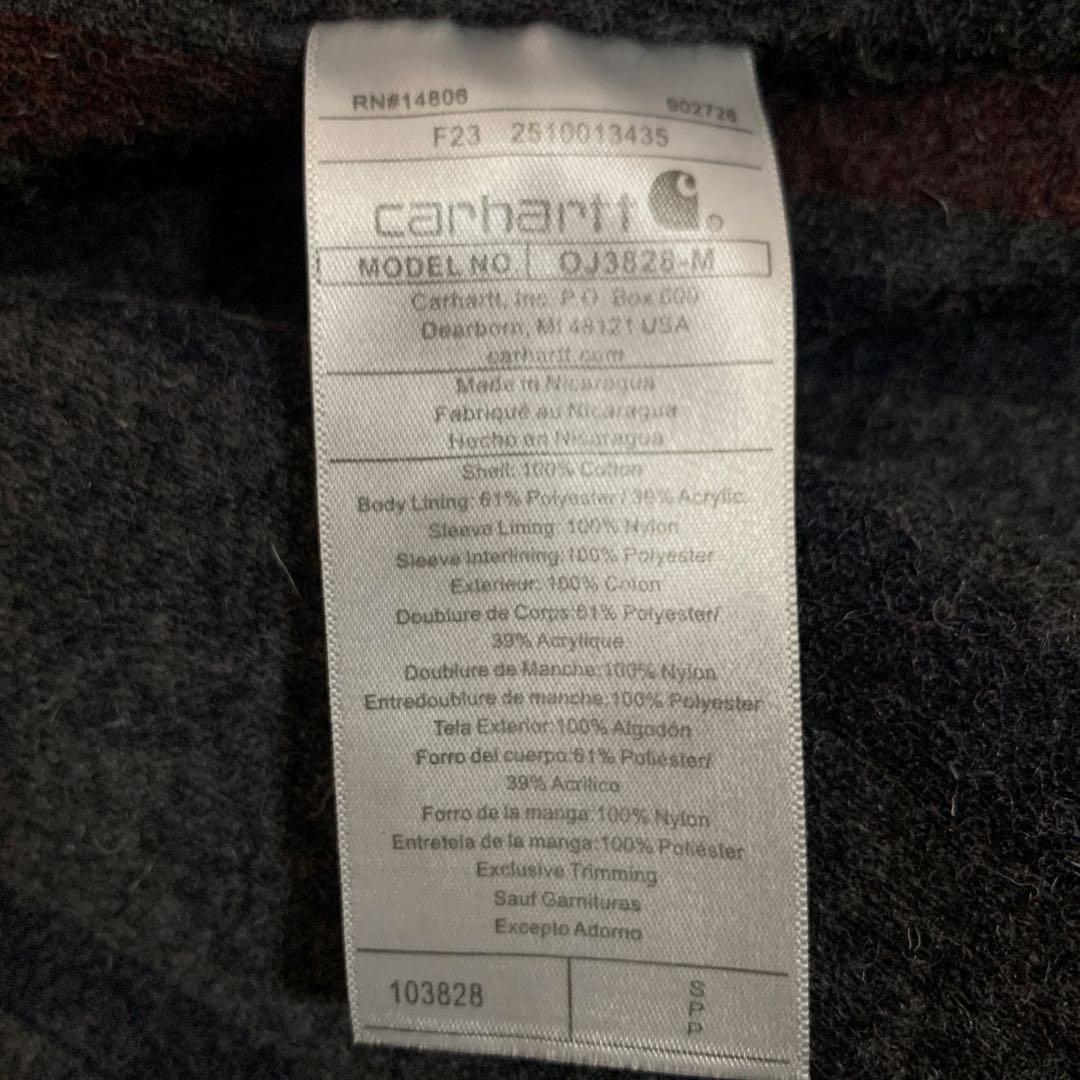 RN#14806 902726
F23 2510013435
carhartt
MODEL NO OJ3828-M
Carhartt, Inc. P.O. Box 600
Dearborn, MI 48121 USA
carhartt.com
Made in Nicaragua
Fabriqué au Nicaragua
Hecho en Nicaragua
Shell: 100% Cotton
Body Lining: 61% Polyester / 39% Acrylic
Sleeve Lining: 100% Nylon
Sleeve Interlining:100% Polyester
Exterieur: 100% Coton
Doublure de Corps:61% Polyester/
39% Acrylique
Doublure de Manche:100% Nylon
Entredoublure de manche:100% Polyester
Tela Exterior:100% Algodón
Forro del cuerpo:61% Poliéster/
39% Acrílico
Forro de la manga:100% Nylon
Entretela de la manga:100% Poliéster
Exclusive Trimming
Sauf Garnitures
Excepto Adorno
103828
S
P
P